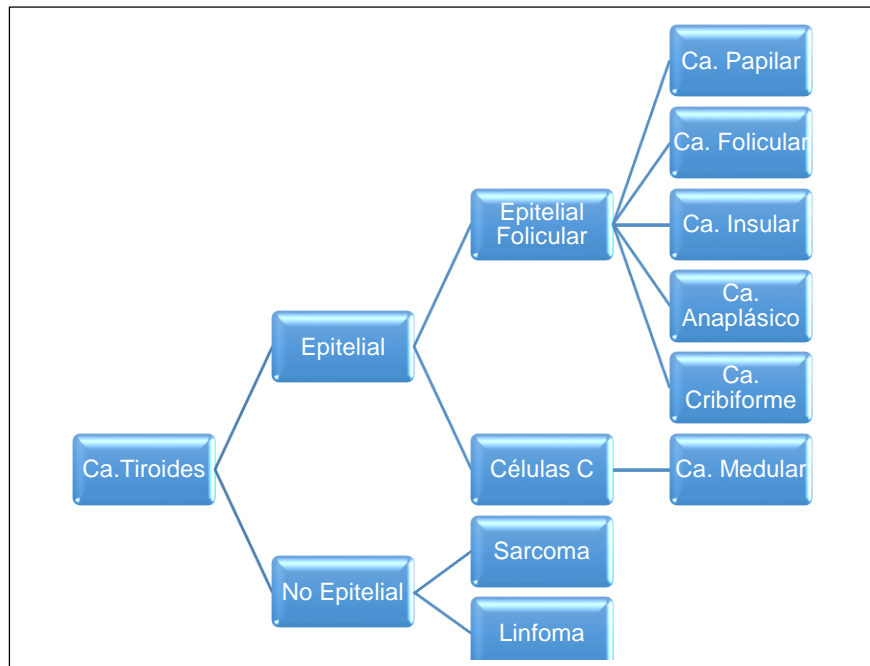 Ca. Papilar
Ca. Folicular
Epitelial
Folicular
Ca. Insular
Ca.
Anaplásico
Epitelial
Ca.
Cribiforme
Ca.Tiroides
Células C
Ca. Medular
Sarcoma
No Epitelial
Linfoma